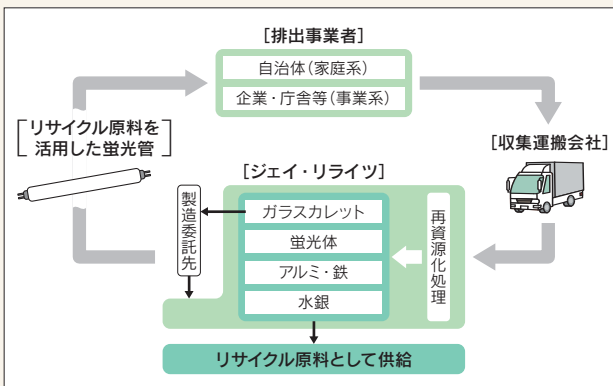 [排出事業者]
自治体(家庭系)
企業・庁舎等(事業系)
[リサイクル原料を
活用した蛍光管]
[収集運搬会社]
[ジェイ・リライツ]
製造委託先
ガラスカレット
蛍光体
アルミ・鉄
水銀
再資源化処理
リサイクル原料として供給